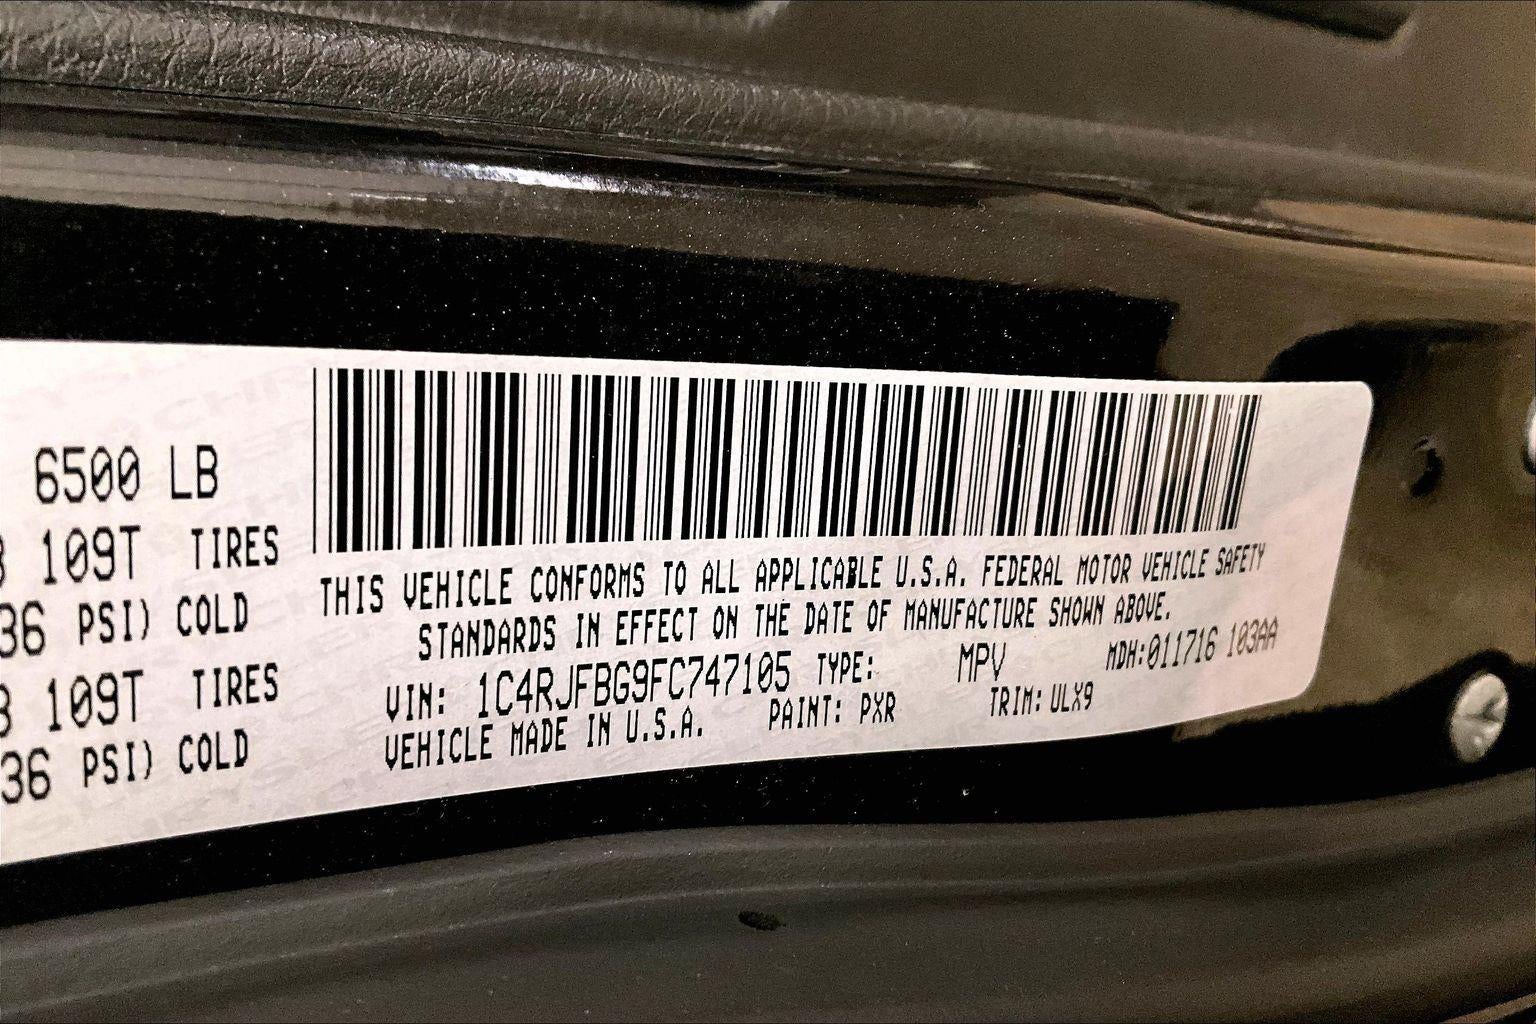 6500 LB
109T TIRES
36 PSI) COLD
109T TIRES
36 PSI) COLD
THIS VEHICLE CONFORMS TO ALL APPLICABLE U.S.A. FEDERAL MOTOR VEHICLE SAFETY
STANDARDS IN EFFECT ON THE DATE OF MANUFACTURE SHOWN ABOVE.
VIN: 1C4RJFBG9FC747105 TYPE: MPV MDH:011716 103AA
VEHICLE MADE IN U.S.A. PAINT: PXR TRIM: ULX9